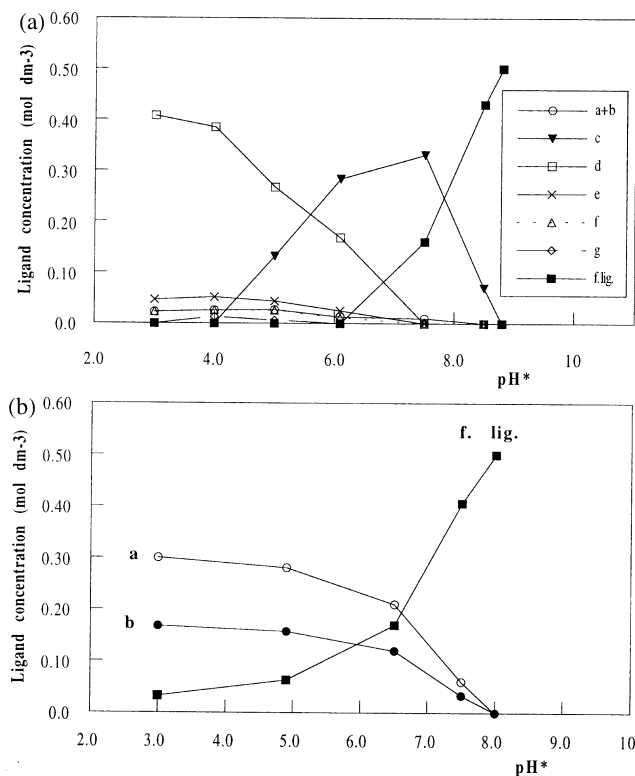 (a)
0.60
0.50
0.40
0.30
0.20
0.10
0.0
Ligand concentration (mol dm-3)
a+b
c
d
e
f
g
f.lig.
2.0 4.0 6.0 8.0 10
pH*
(b)
0.60
0.50
0.40
0.30
0.20
0.10
0.0
Ligand concentration (mol dm-3)
f. lig.
a
b
2.0 3.0 4.0 5.0 6.0 7.0 8.0 9.0 10.0
pH*